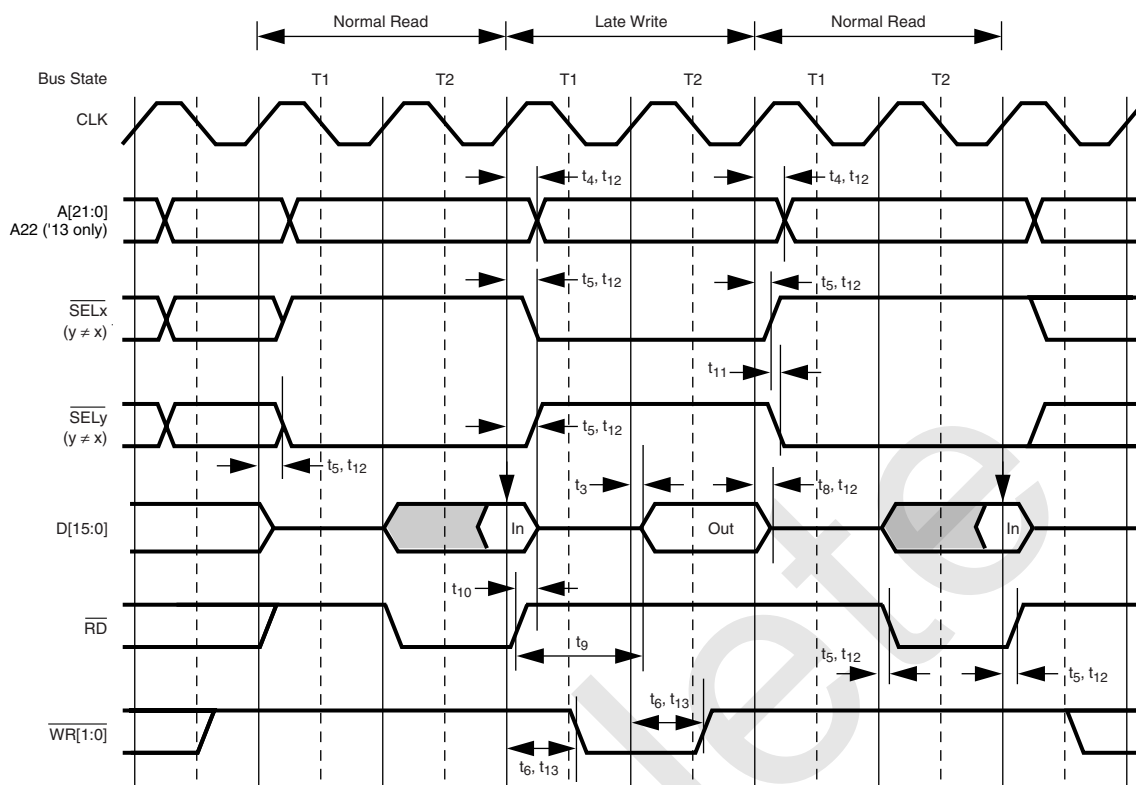 Normal Read Late Write Normal Read
Bus State T1 T2 T1 T2 T1 T2
CLK
t4, t12 t4, t12
A[21:0]
A22 ('13 only)
t5, t12 t5, t12
SELx
(y ≠ x)
t11
SELy
(y ≠ x)
t5, t12
t5, t12
t3 t8, t12
D[15:0] In Out In
t10
RD
t9
t5, t12 t5, t12
t6, t13
WR[1:0]
t6, t13
lete